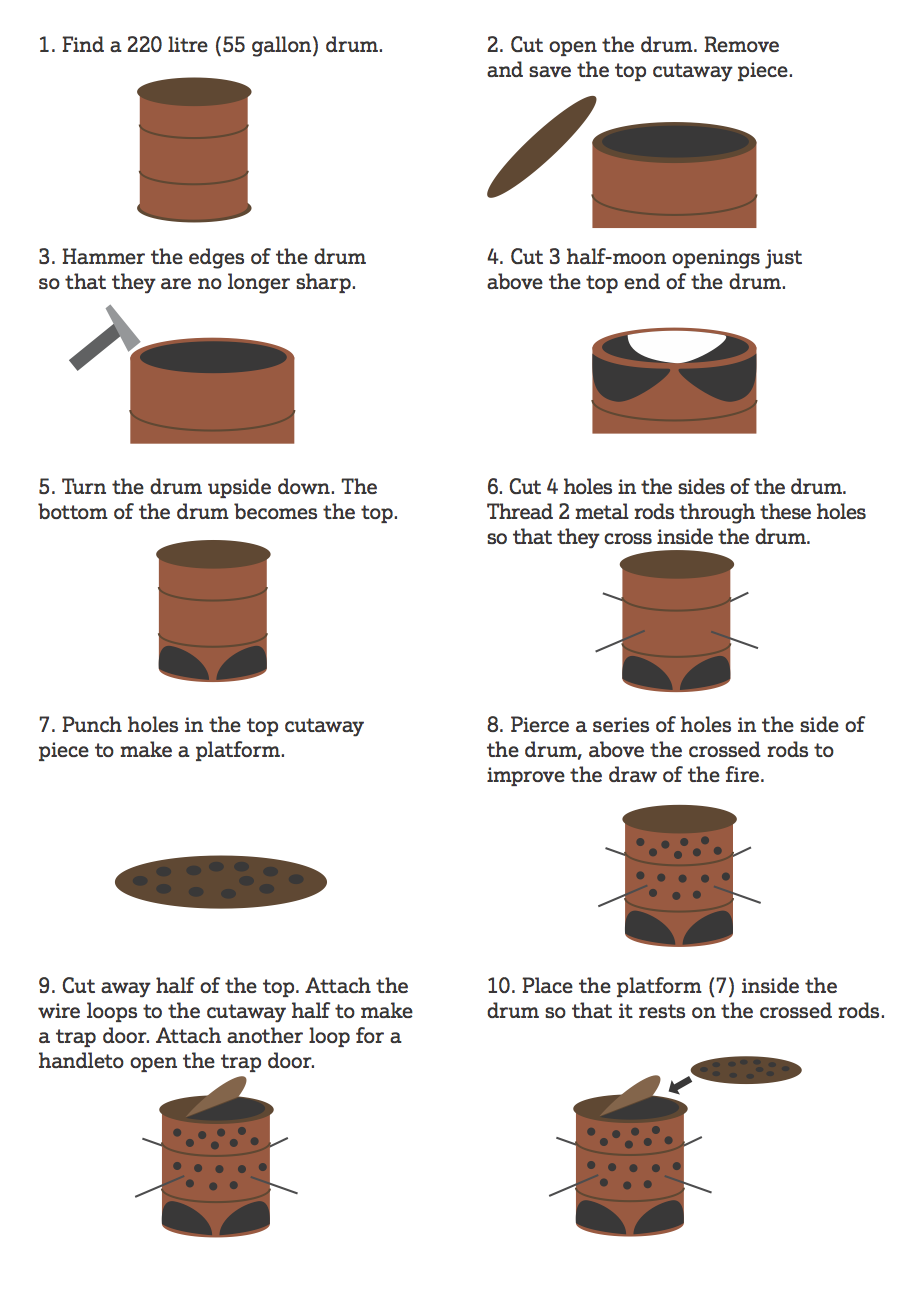 1. Find a 220 litre (55 gallon) drum.
2. Cut open the drum. Remove
and save the top cutaway piece.
3. Hammer the edges of the drum
so that they are no longer sharp.
4. Cut 3 half-moon openings just
above the top end of the drum.
5. Turn the drum upside down. The
bottom of the drum becomes the top.
6. Cut 4 holes in the sides of the drum.
Thread 2 metal rods through these holes
so that they cross inside the drum.
7. Punch holes in the top cutaway
piece to make a platform.
8. Pierce a series of holes in the side of
the drum, above the crossed rods to
improve the draw of the fire.
9. Cut away half of the top. Attach the
wire loops to the cutaway half to make
a trap door. Attach another loop for a
handleto open the trap door.
10. Place the platform (7) inside the
drum so that it rests on the crossed rods.